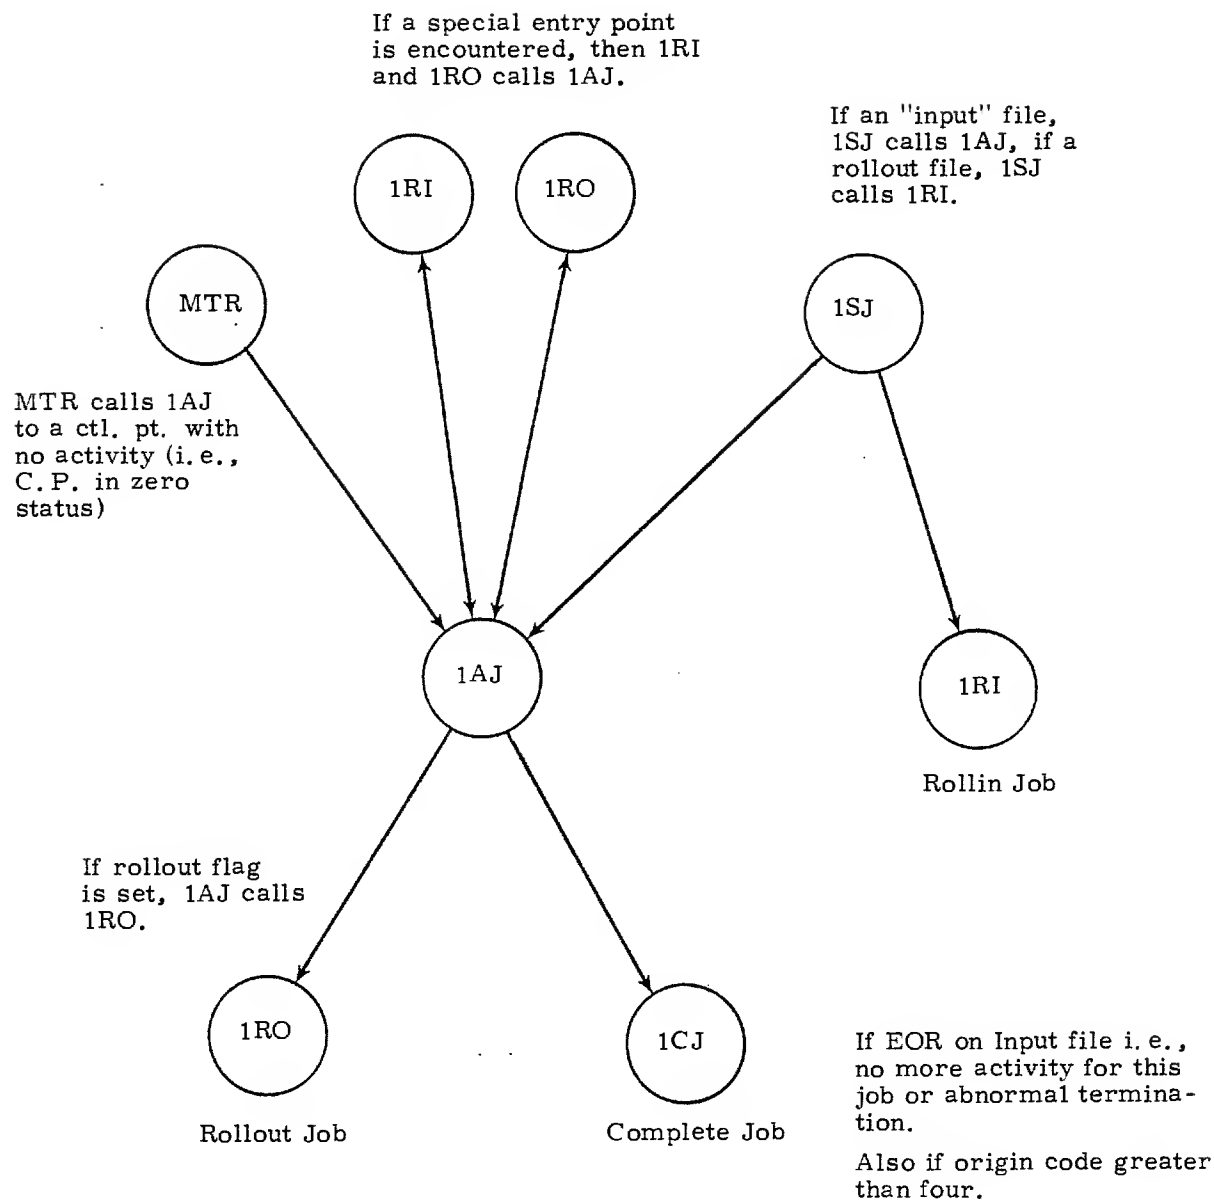 If a special entry point
is encountered, then 1RI
and 1RO calls 1AJ.
If an "input" file,
1SJ calls 1AJ, if a
rollout file, 1SJ
calls 1RI.
1RI
1RO
MTR
1SJ
MTR calls 1AJ
to a ctl. pt. with
no activity (i.e.,
C.P. in zero
status)
1AJ
1RI
Rollin Job
If rollout flag
is set, 1AJ calls
1RO.
1RO
1CJ
Rollout Job
Complete Job
If EOR on Input file i.e.,
no more activity for this
job or abnormal termina-
tion.
Also if origin code greater
than four.